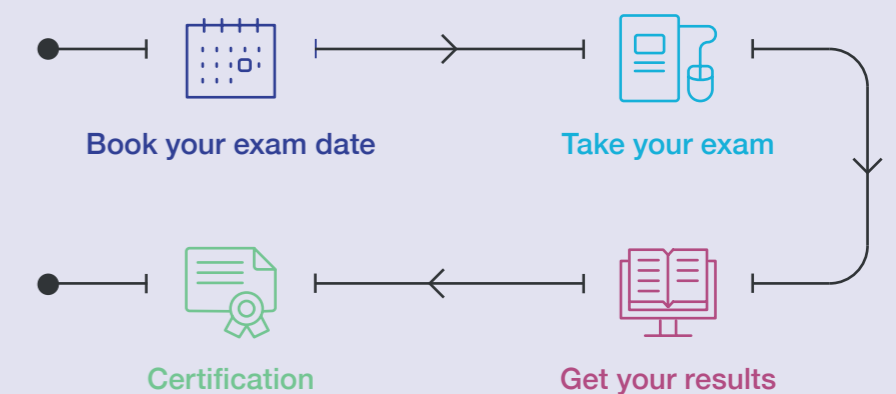 Book your exam date
Take your exam
Certification
Get your results